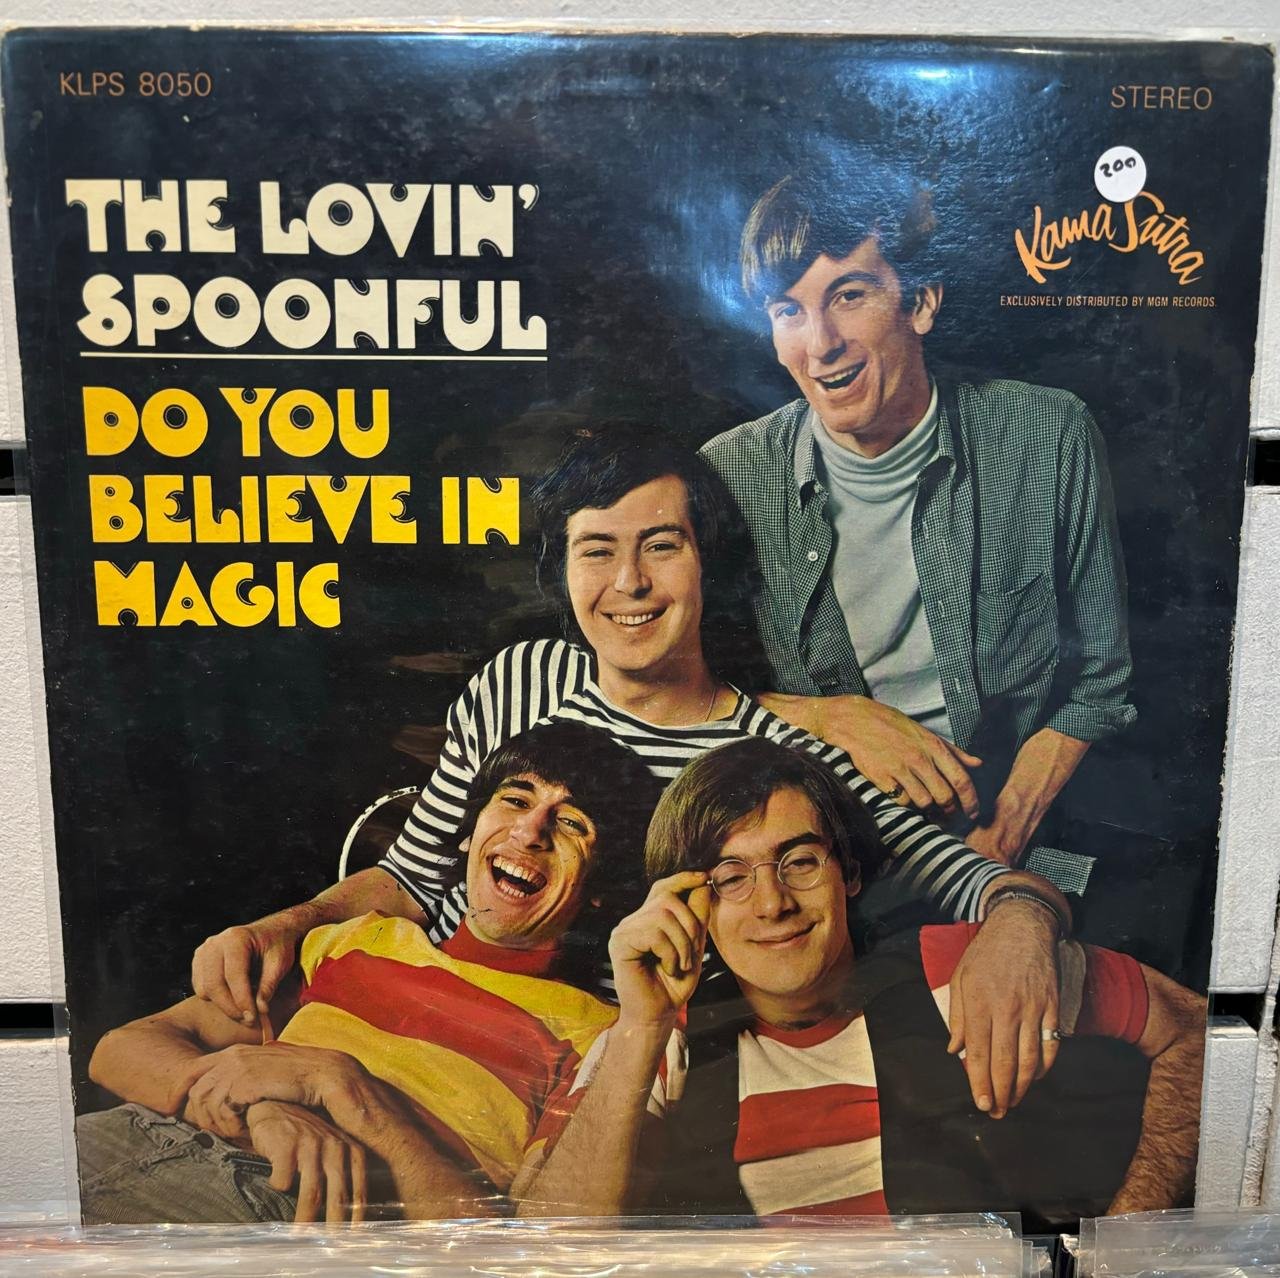 KLPS 8050
STEREO
200
THE LOVIN'
SPOONFUL
DO YOU
BELIEVE IN
MAGIC
Kama Sutra
EXCLUSIVELY DISTRIBUTED BY MGM RECORDS.